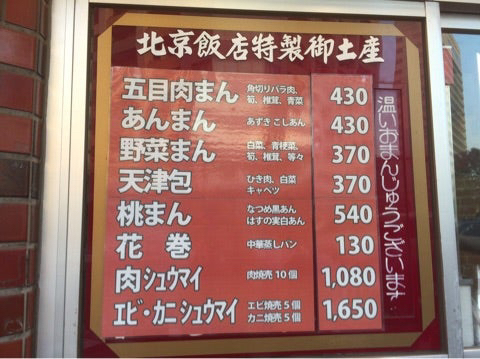 北京飯店特製御土産
五目肉まん 角切りバラ肉、筍、椎茸、青菜 430
あんまん あずき こしあん 430
野菜まん 白菜、青梗菜、筍、椎茸、等々 370
天津包 ひき肉、白菜 キャベツ 370
桃まん なつめ黒あん はすの実白あん 540
花巻 中華蒸しパン 130
肉シュウマイ 肉焼売10個 1,080
エビ・カニシュウマイ エビ焼売5個 カニ焼売5個 1,650
温いおまんじゅうございます